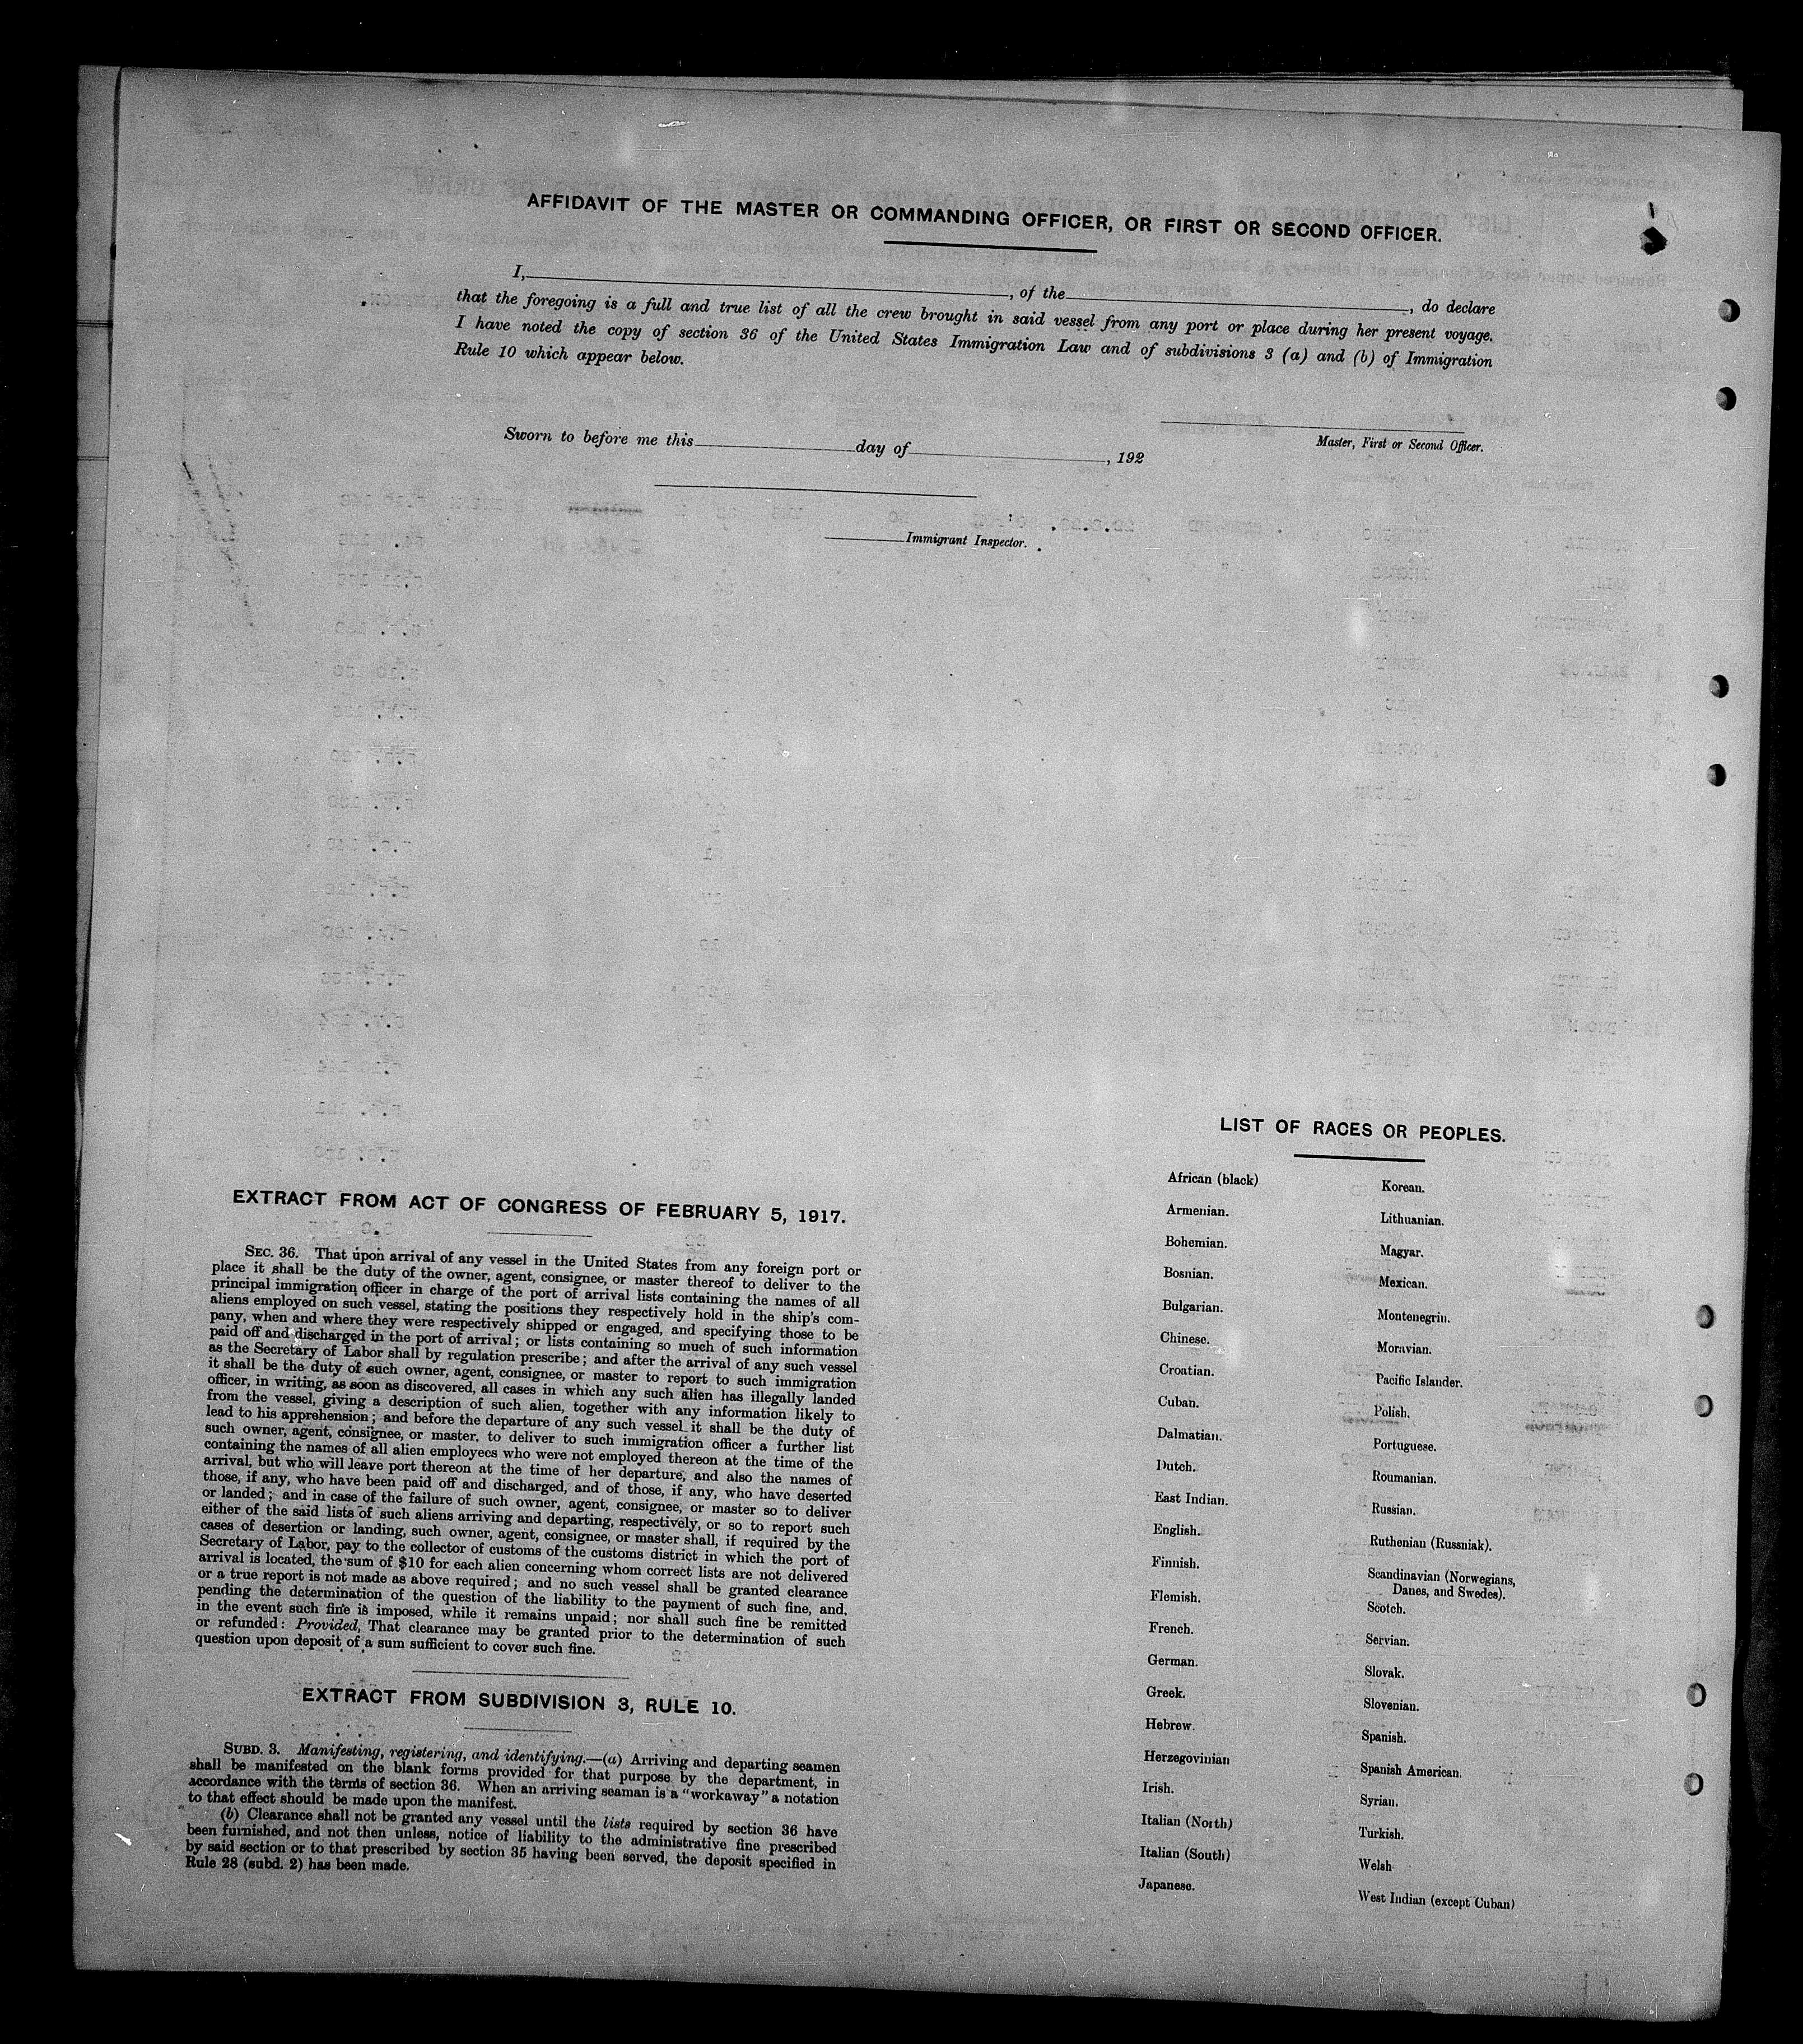 AFFIDAVIT OF THE MASTER OR COMMANDING OFFICER, OR FIRST OR SECOND OFFICER.
I, , of the , do declare
that the foregoing is a full and true list of all the crew brought in said vessel from any port or place during her present voyage.
I have noted the copy of section 36 of the United States Immigration Law and of subdivisions 3 (a) and (b) of Immigration
Rule 10 which appear below.
Master, First or Second Officer.
Sworn to before me this day of , 192
Immigrant Inspector.
EXTRACT FROM ACT OF CONGRESS OF FEBRUARY 5, 1917.
SEC. 36. That upon arrival of any vessel in the United States from any foreign port or
place it shall be the duty of the owner, agent, consignee, or master thereof to deliver to the
principal immigration officer in charge of the port of arrival lists containing the names of all
aliens employed on such vessel, stating the positions they respectively hold in the ship's com-
pany, when and where they were respectively shipped or engaged, and specifying those to be
paid off and discharged in the port of arrival; or lists containing so much of such information
as the Secretary of Labor shall by regulation prescribe; and after the arrival of any such vessel
it shall be the duty of such owner, agent, consignee, or master to report to such immigration
officer, in writing, as soon as discovered, all cases in which any such alien has illegally landed
from the vessel, giving a description of such alien, together with any information likely to
lead to his apprehension; and before the departure of any such vessel it shall be the duty of
such owner, agent, consignee, or master, to deliver to such immigration officer a further list
containing the names of all alien employees who were not employed thereon at the time of the
arrival, but who will leave port thereon at the time of her departure, and also the names of
those, if any, who have been paid off and discharged, and of those, if any, who have deserted
or landed; and in case of the failure of such owner, agent, consignee, or master so to deliver
either of the said lists of such aliens arriving and departing, respectively, or so to report such
cases of desertion or landing, such owner, agent, consignee, or master shall, if required by the
Secretary of Labor, pay to the collector of customs of the customs district in which the port of
arrival is located, the sum of $10 for each alien concerning whom correct lists are not delivered
or a true report is not made as above required; and no such vessel shall be granted clearance
pending the determination of the question of the liability to the payment of such fine, and,
in the event such fine is imposed, while it remains unpaid; nor shall such fine be remitted
or refunded: Provided, That clearance may be granted prior to the determination of such
question upon deposit of a sum sufficient to cover such fine.
EXTRACT FROM SUBDIVISION 3, RULE 10.
SUBD. 3. Manifesting, registering, and identifying.—(a) Arriving and departing seamen
shall be manifested on the blank forms provided for that purpose by the department, in
accordance with the terms of section 36. When an arriving seaman is a "workaway" a notation
to that effect should be made upon the manifest.
(b) Clearance shall not be granted any vessel until the lists required by section 36 have
been furnished, and not then unless, notice of liability to the administrative fine prescribed
by said section or to that prescribed by section 35 having been served, the deposit specified in
Rule 28 (subd. 2) has been made.
LIST OF RACES OR PEOPLES.
African (black)
Armenian.
Bohemian.
Bosnian.
Bulgarian.
Chinese.
Croatian.
Cuban.
Dalmatian.
Dutch.
East Indian.
English.
Finnish.
Flemish.
French.
German.
Greek.
Hebrew.
Herzegovinian
Irish.
Italian (North)
Italian (South)
Japanese.
Korean.
Lithuanian.
Magyar.
Mexican.
Montenegrin.
Moravian.
Pacific Islander.
Polish.
Portuguese.
Roumanian.
Russian.
Ruthenian (Russniak).
Scandinavian (Norwegians,
Danes, and Swedes).
Scotch.
Servian.
Slovak.
Slovenian.
Spanish.
Spanish American.
Syrian.
Turkish.
Welsh
West Indian (except Cuban)